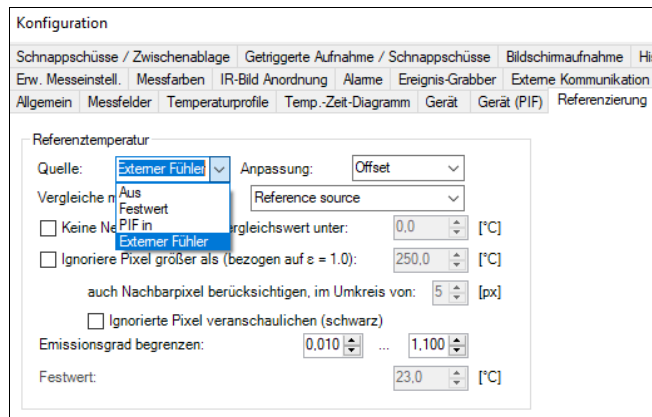 Konfiguration
Schnappschüsse / Zwischenablage Getriggerte Aufnahme / Schnappschüsse Bildschirmaufnahme
Erw. Messeinstell. Messfarben IR-Bild Anordnung Alarme Ereignis-Grabber Externe Kommunikation
Allgemein Messfelder Temperaturprofile Temp.-Zeit-Diagramm Gerät Gerät (PIF) Referenzierung
Referenztemperatur
Quelle: Externer Fühler Anpassung: Offset
Aus
Vergleiche Reference source
Festwert
Keine PIF in unter: 0,0 [°C]
Externer Fühler
Ignoriere Pixel größer als (bezogen auf ε = 1.0): 250,0 [°C]
auch Nachbarpixel berücksichtigen, im Umkreis von: 5 [px]
Ignorierte Pixel veranschaulichen (schwarz)
Emissionsgrad begrenzen: 0,010 ... 1,100
Festwert: 23,0 [°C]